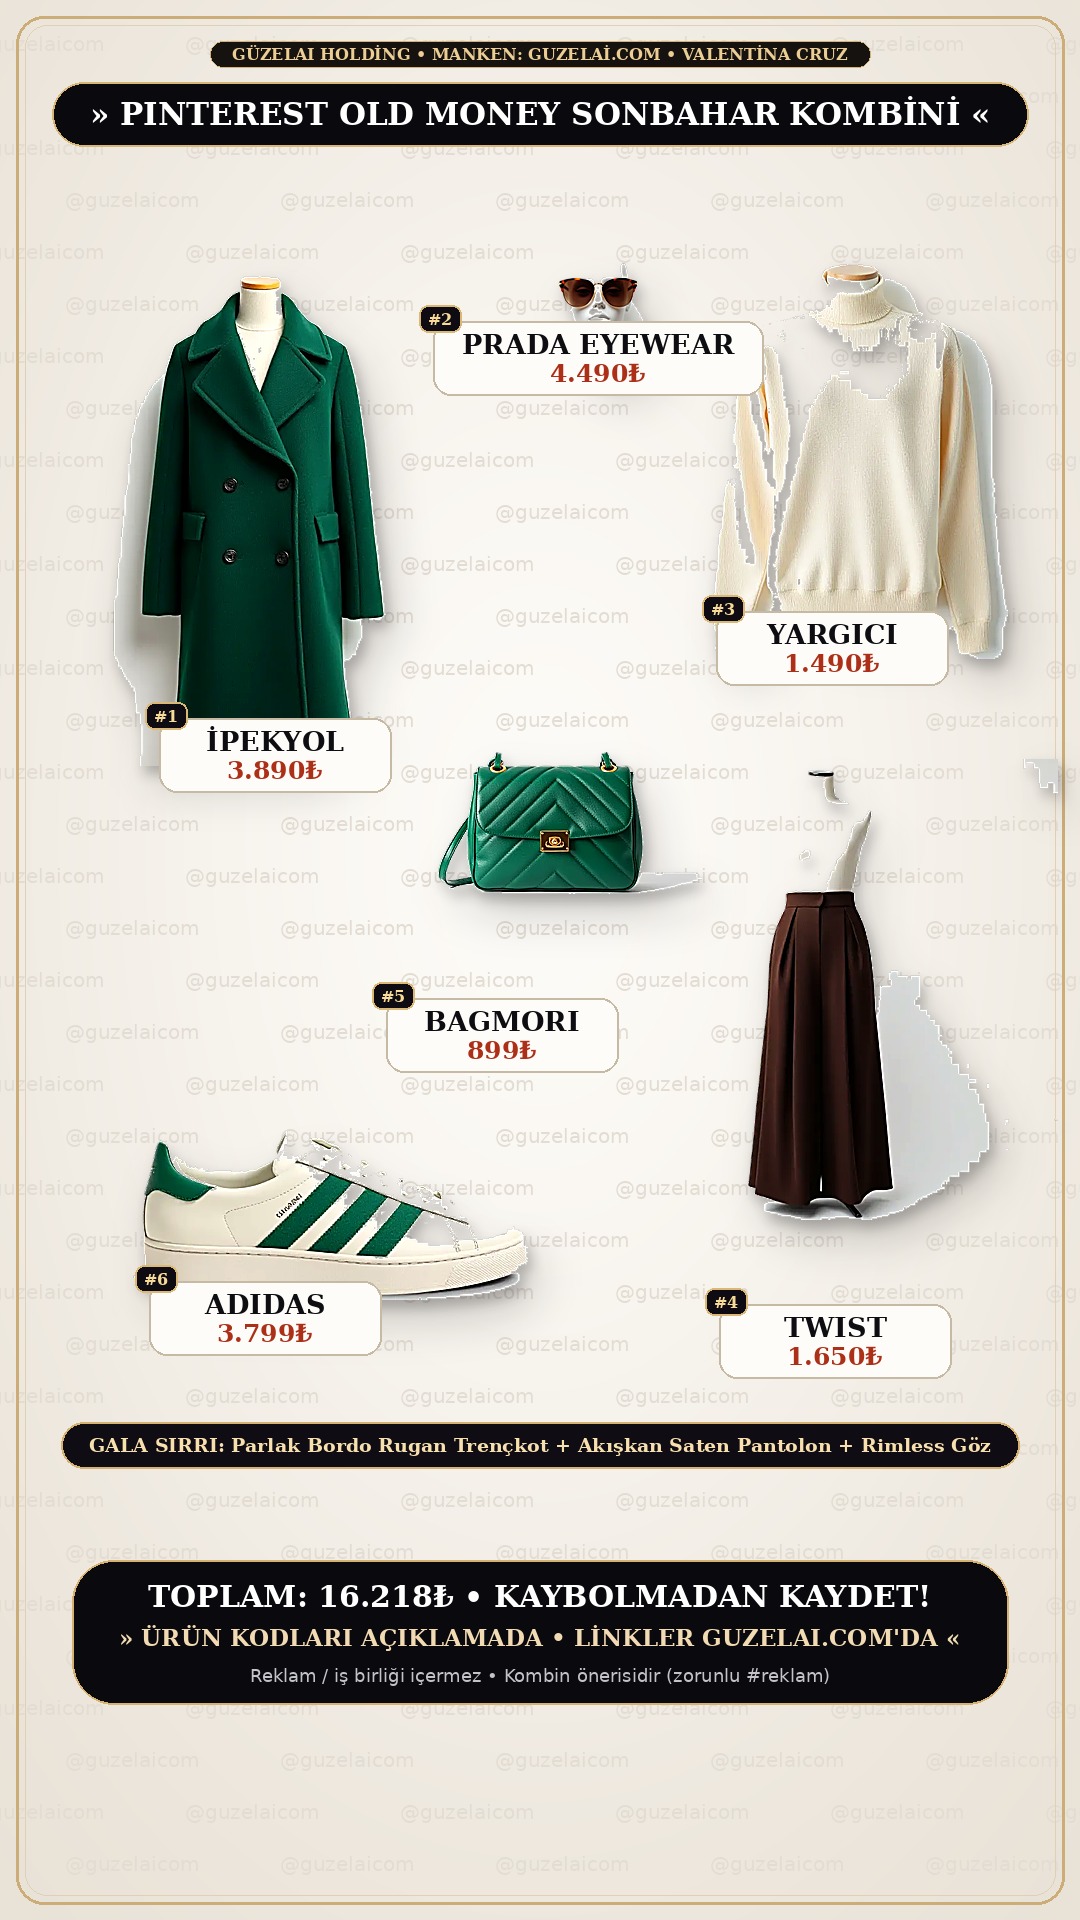 GÜZELAI HOLDİNG • MANKEN: GUZELAİ.COM • VALENTİNA CRUZ
» PINTEREST OLD MONEY SONBAHAR KOMBİNİ «
#2
PRADA EYEWEAR
4.490₺
#3
YARGICI
1.490₺
#1
İPEKYOL
3.890₺
#5
BAGMORI
899₺
#6
ADIDAS
3.799₺
#4
TWIST
1.650₺
GALA SIRRI: Parlak Bordo Rugan Trençkot + Akışkan Saten Pantolon + Rimless Göz
TOPLAM: 16.218₺ • KAYBOLMADAN KAYDET!
» ÜRÜN KODLARI AÇIKLAMADA • LİNKLER GUZELAI.COM'DA «
Reklam / iş birliği içermez • Kombin önerisidir (zorunlu #reklam)
@guzelaicom